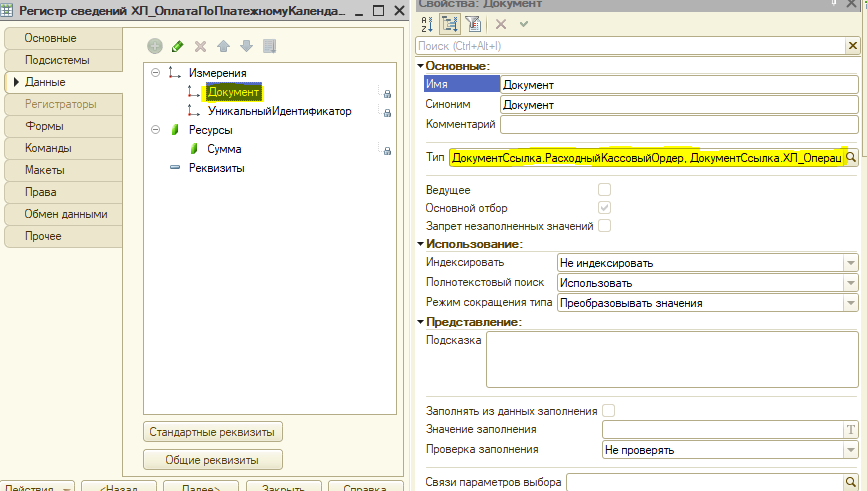 Регистр сведений ХП_ОплатаПоПлатежномуКаленда...
Основные
Подсистемы
Данные
Регистраторы
Формы
Команды
Макеты
Права
Обмен данными
Прочее
Измерения
Документ
УникальныйИдентификатор
Ресурсы
Сумма
Реквизиты
Стандартные реквизиты
Общие реквизиты
Действия
<Назад
Далее>
Закрыть
Справка
Свойства: Документ
Поиск (Ctrl+Alt+I)
Основные:
Имя Документ
Синоним Документ
Комментарий
Тип ДокументСсылка.РасходныйКассовыйОрдер, ДокументСсылка.ХП_Операц
Ведущее
Основной отбор
Запрет незаполненных значений
Использование:
Индексировать Не индексировать
Полнотекстовый поиск Использовать
Режим сокращения типа Преобразовывать значения
Представление:
Подсказка
Заполнять из данных заполнения
Значение заполнения T
Проверка заполнения Не проверять
Связи параметров выбора